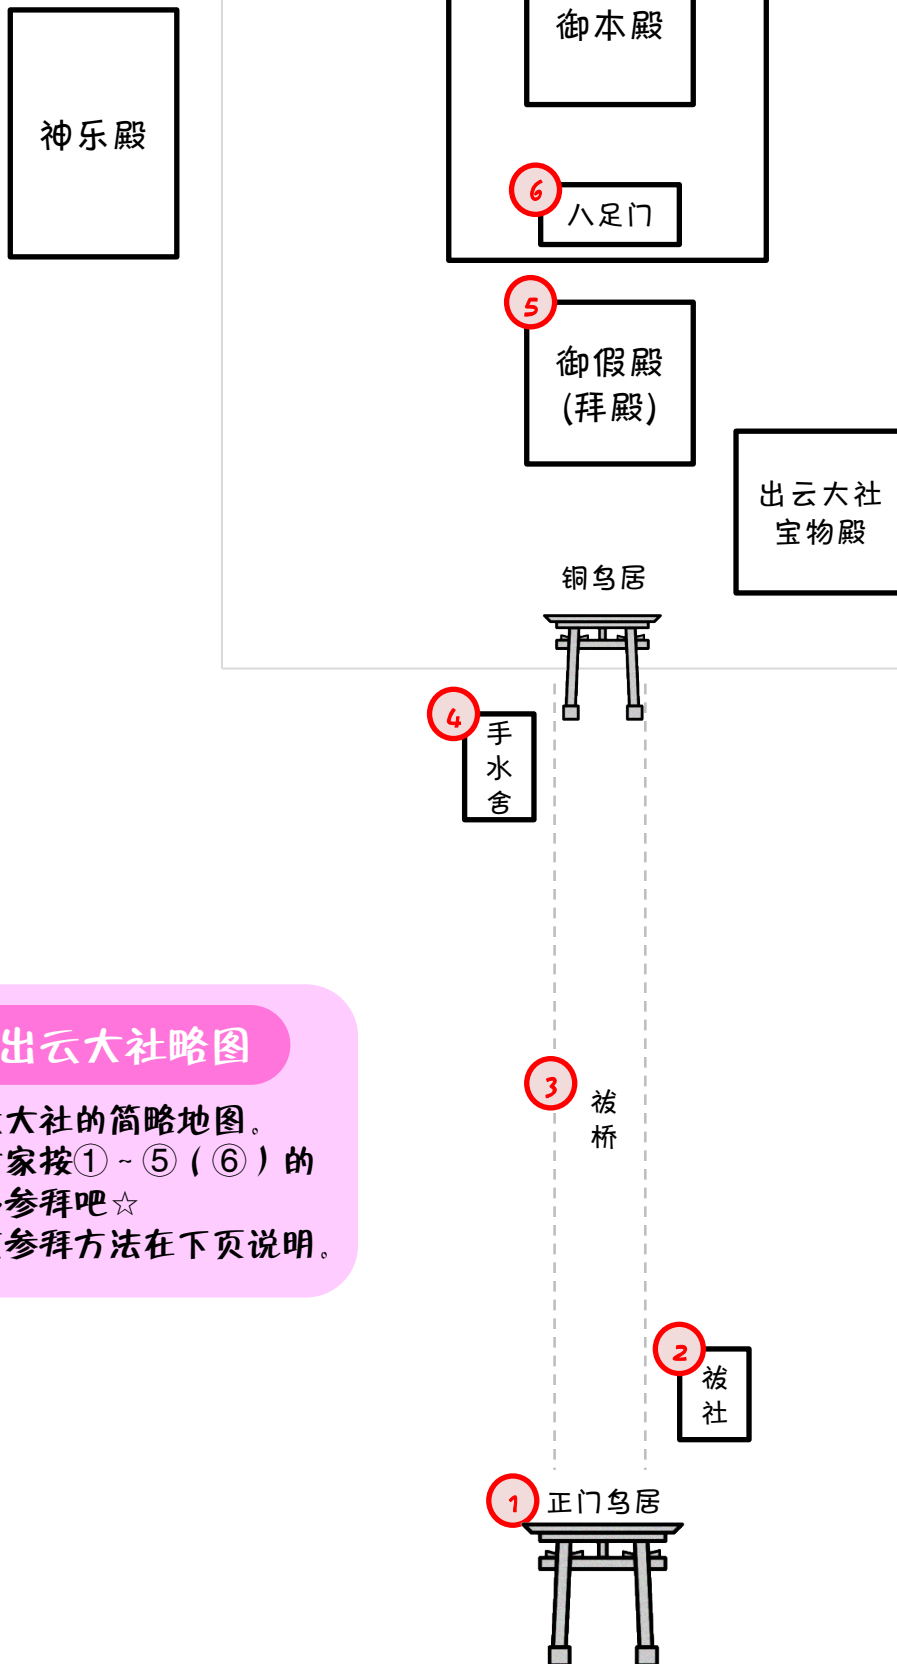 御本殿
神乐殿
6
八足门
5
御假殿
(拜殿)
出云大社
宝物殿
铜鸟居
4
手
水
舍
出云大社略图
大社的简略地图。
家按①~⑤(⑥)的
参拜吧☆
参拜方法在下页说明。
3
祓
桥
2
祓
社
1
正门鸟居